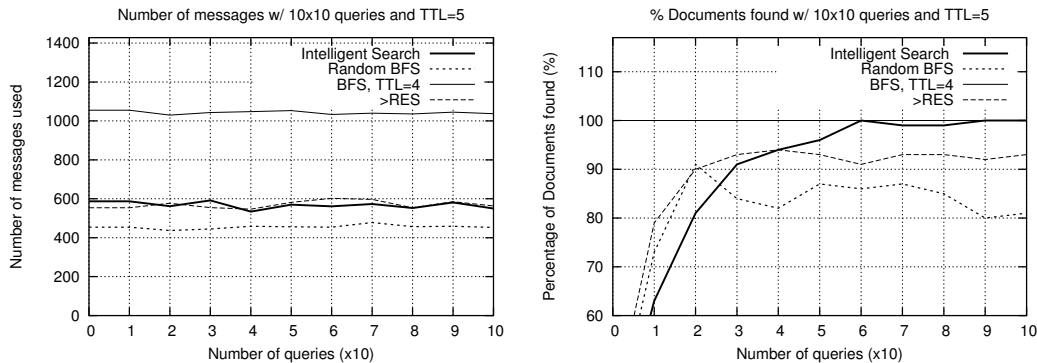 Number of messages w/ 10x10 queries and TTL=5
Number of messages used
1400
1200
1000
800
600
400
200
0
Intelligent Search
Random BFS
BFS, TTL=4
>RES
0 1 2 3 4 5 6 7 8 9 10
Number of queries (x10)
% Documents found w/ 10x10 queries and TTL=5
Percentage of Documents found (%)
110
100
90
80
70
60
Intelligent Search
Random BFS
BFS, TTL=4
>RES
0 1 2 3 4 5 6 7 8 9 10
Number of queries (x10)